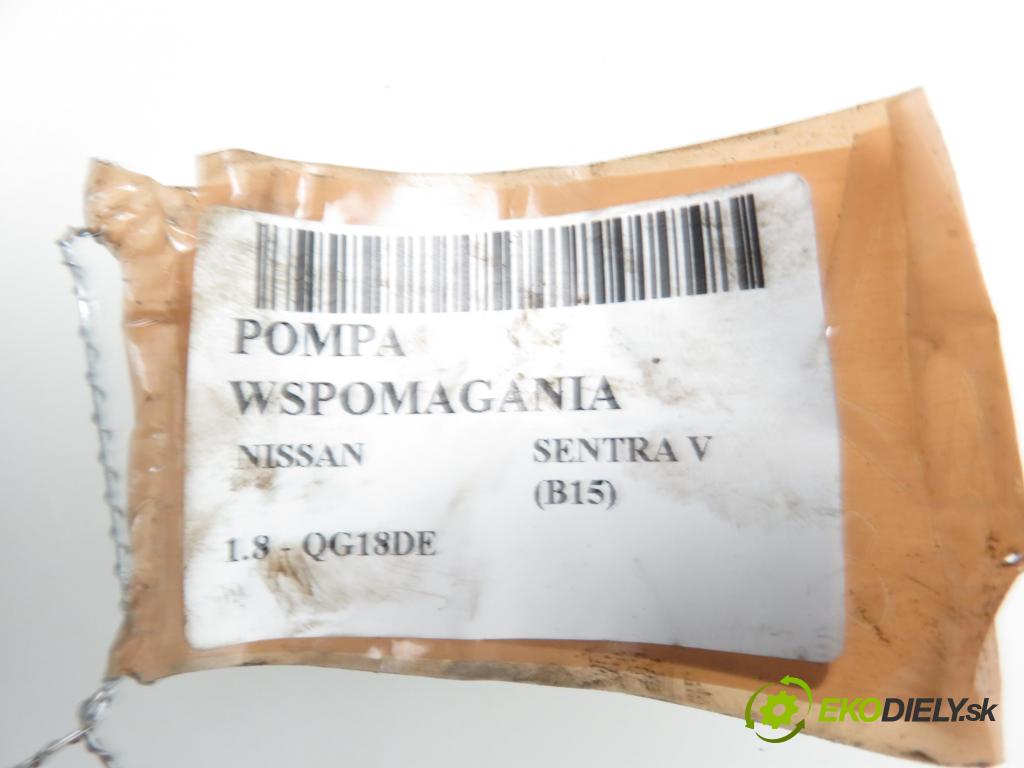 POMPA
WSPOMAGANIA
NISSAN SENTRA V
(B15)
1.8 - QG18DE
EKODIELY.sk